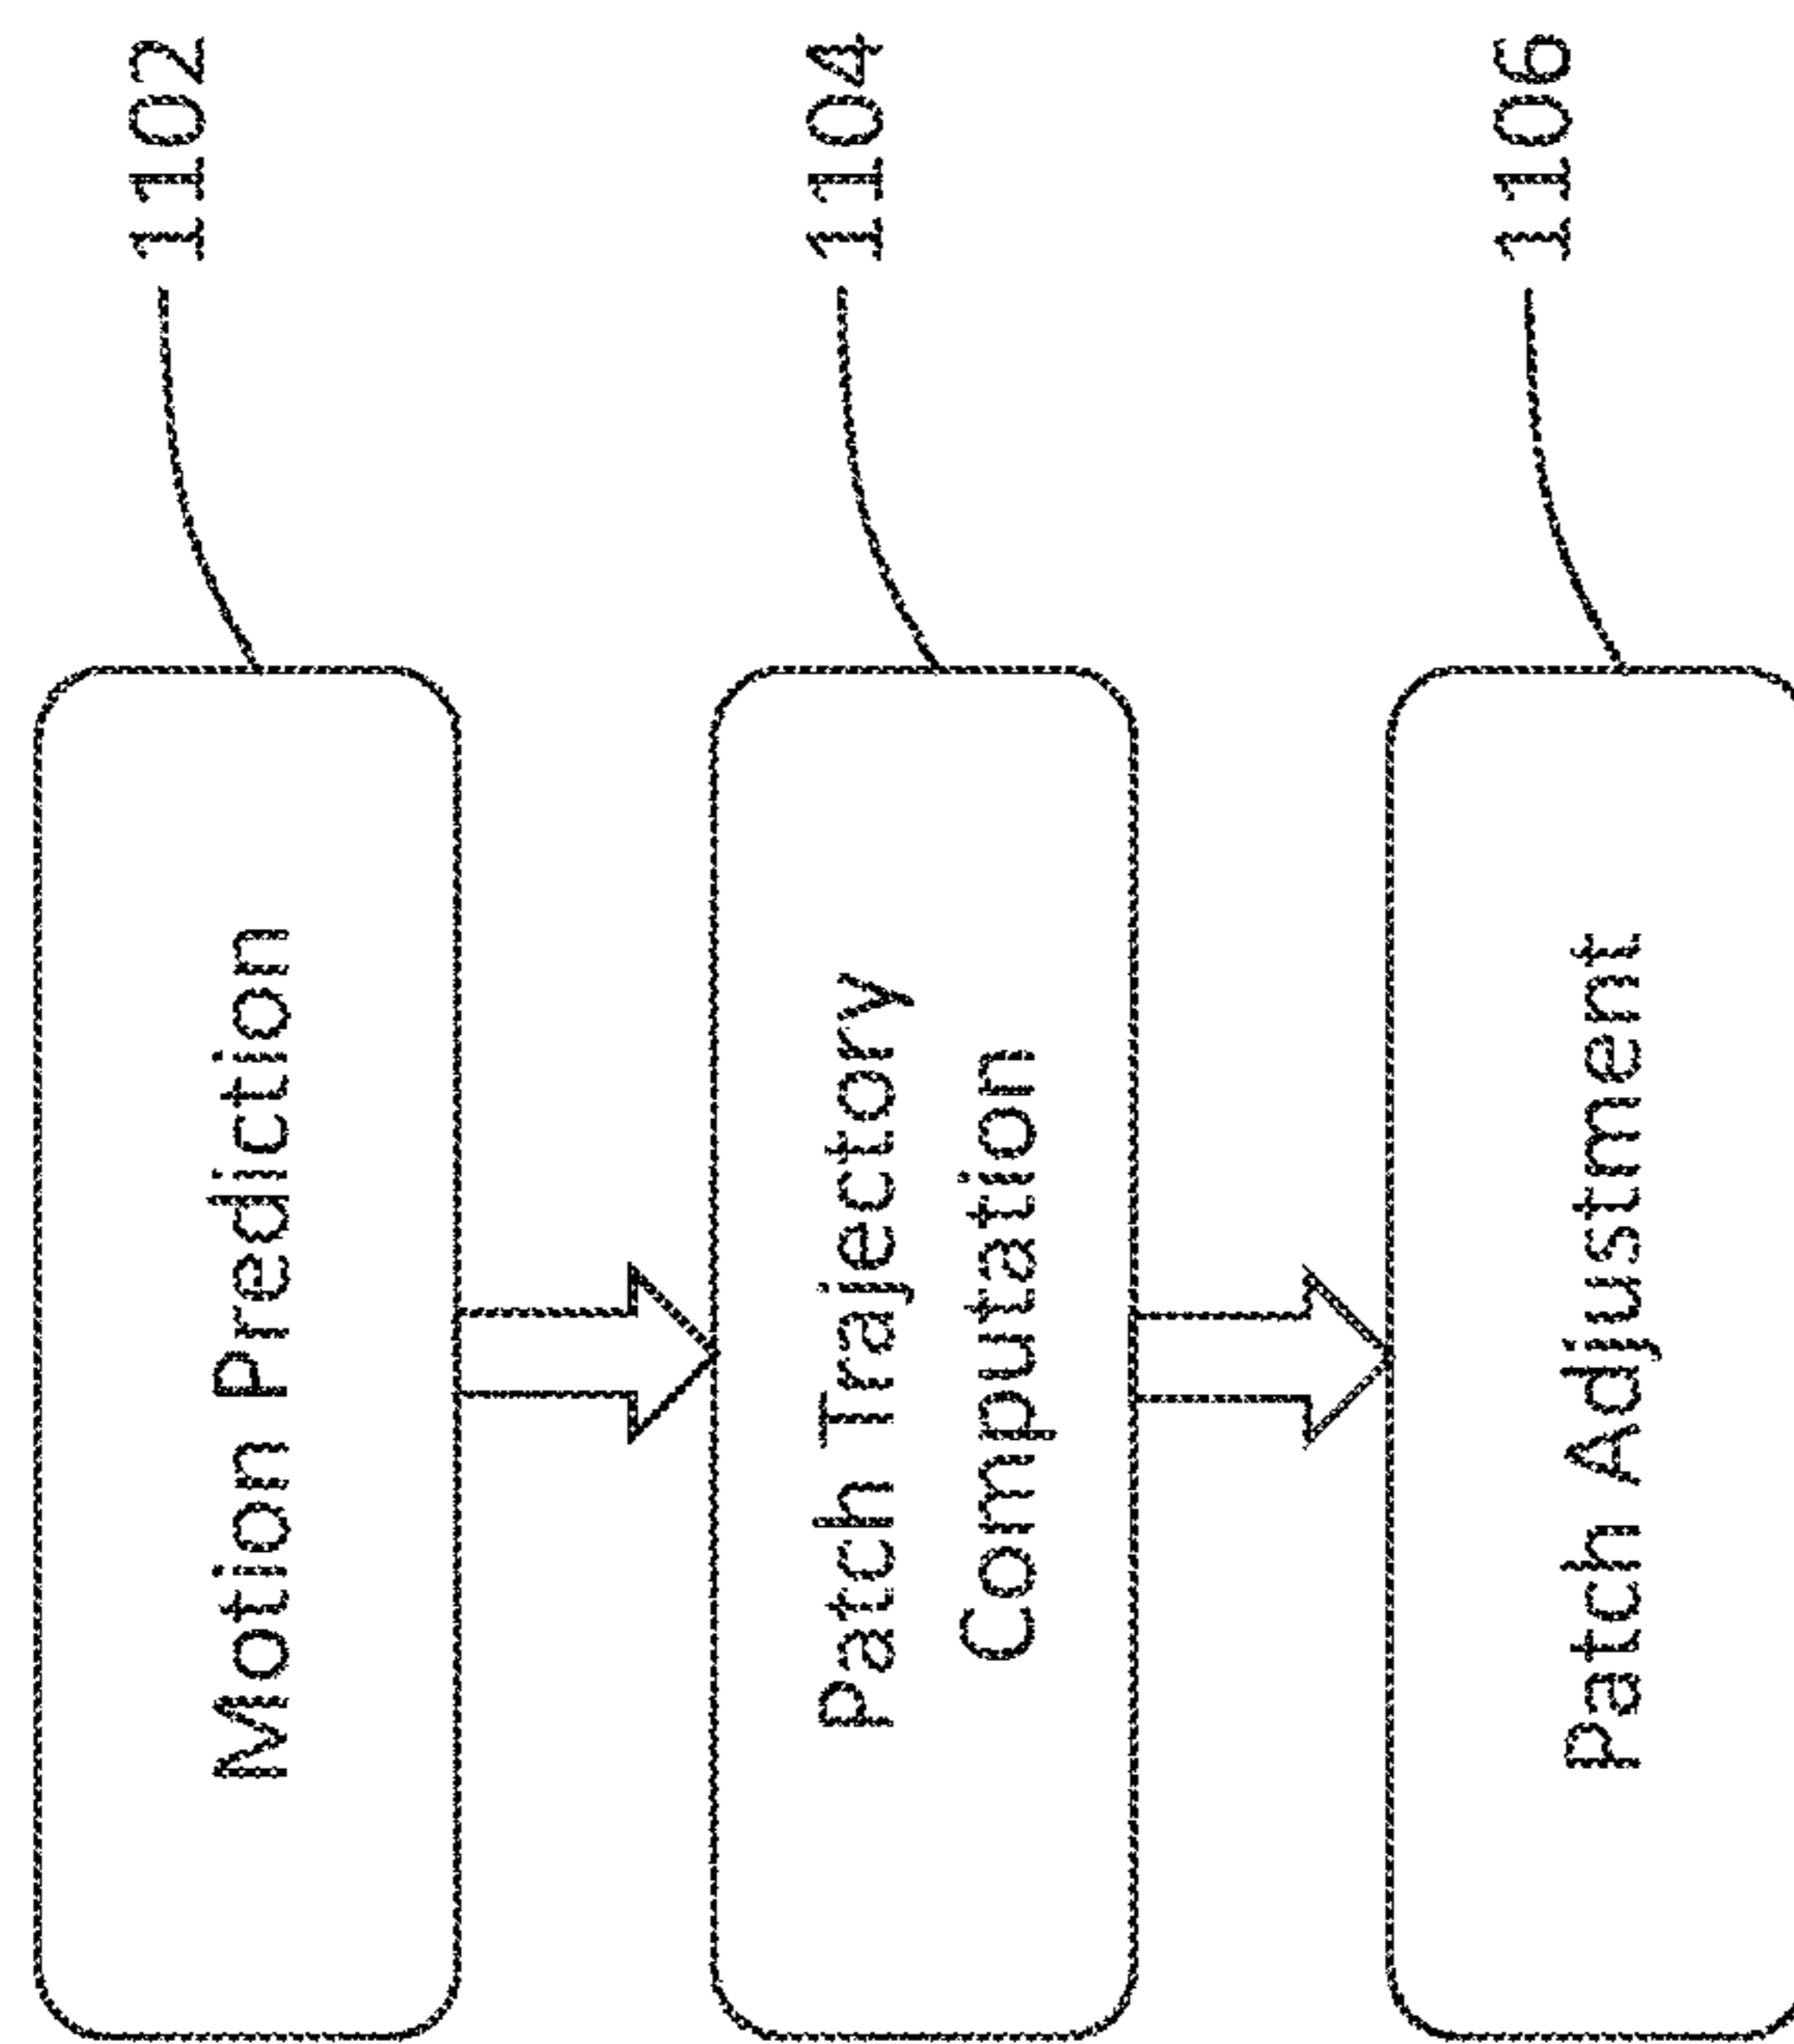 Motion Prediction
1102
Patch Trajectory
Computation
1104
Patch Adjustment
1106